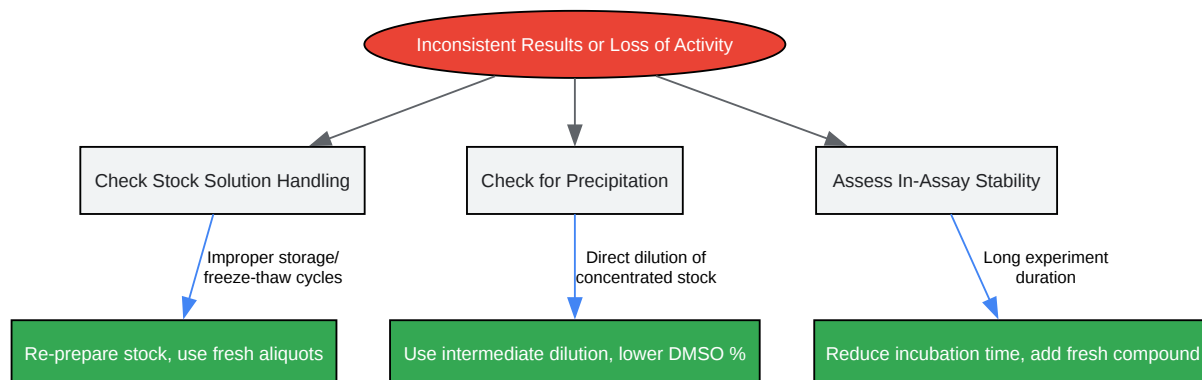 Inconsistent Results or Loss of Activity
Check Stock Solution Handling
Check for Precipitation
Assess In-Assay Stability
Improper storage/
freeze-thaw cycles
Direct dilution of
concentrated stock
Long experiment
duration
Re-prepare stock, use fresh aliquots
Use intermediate dilution, lower DMSO %
Reduce incubation time, add fresh compound